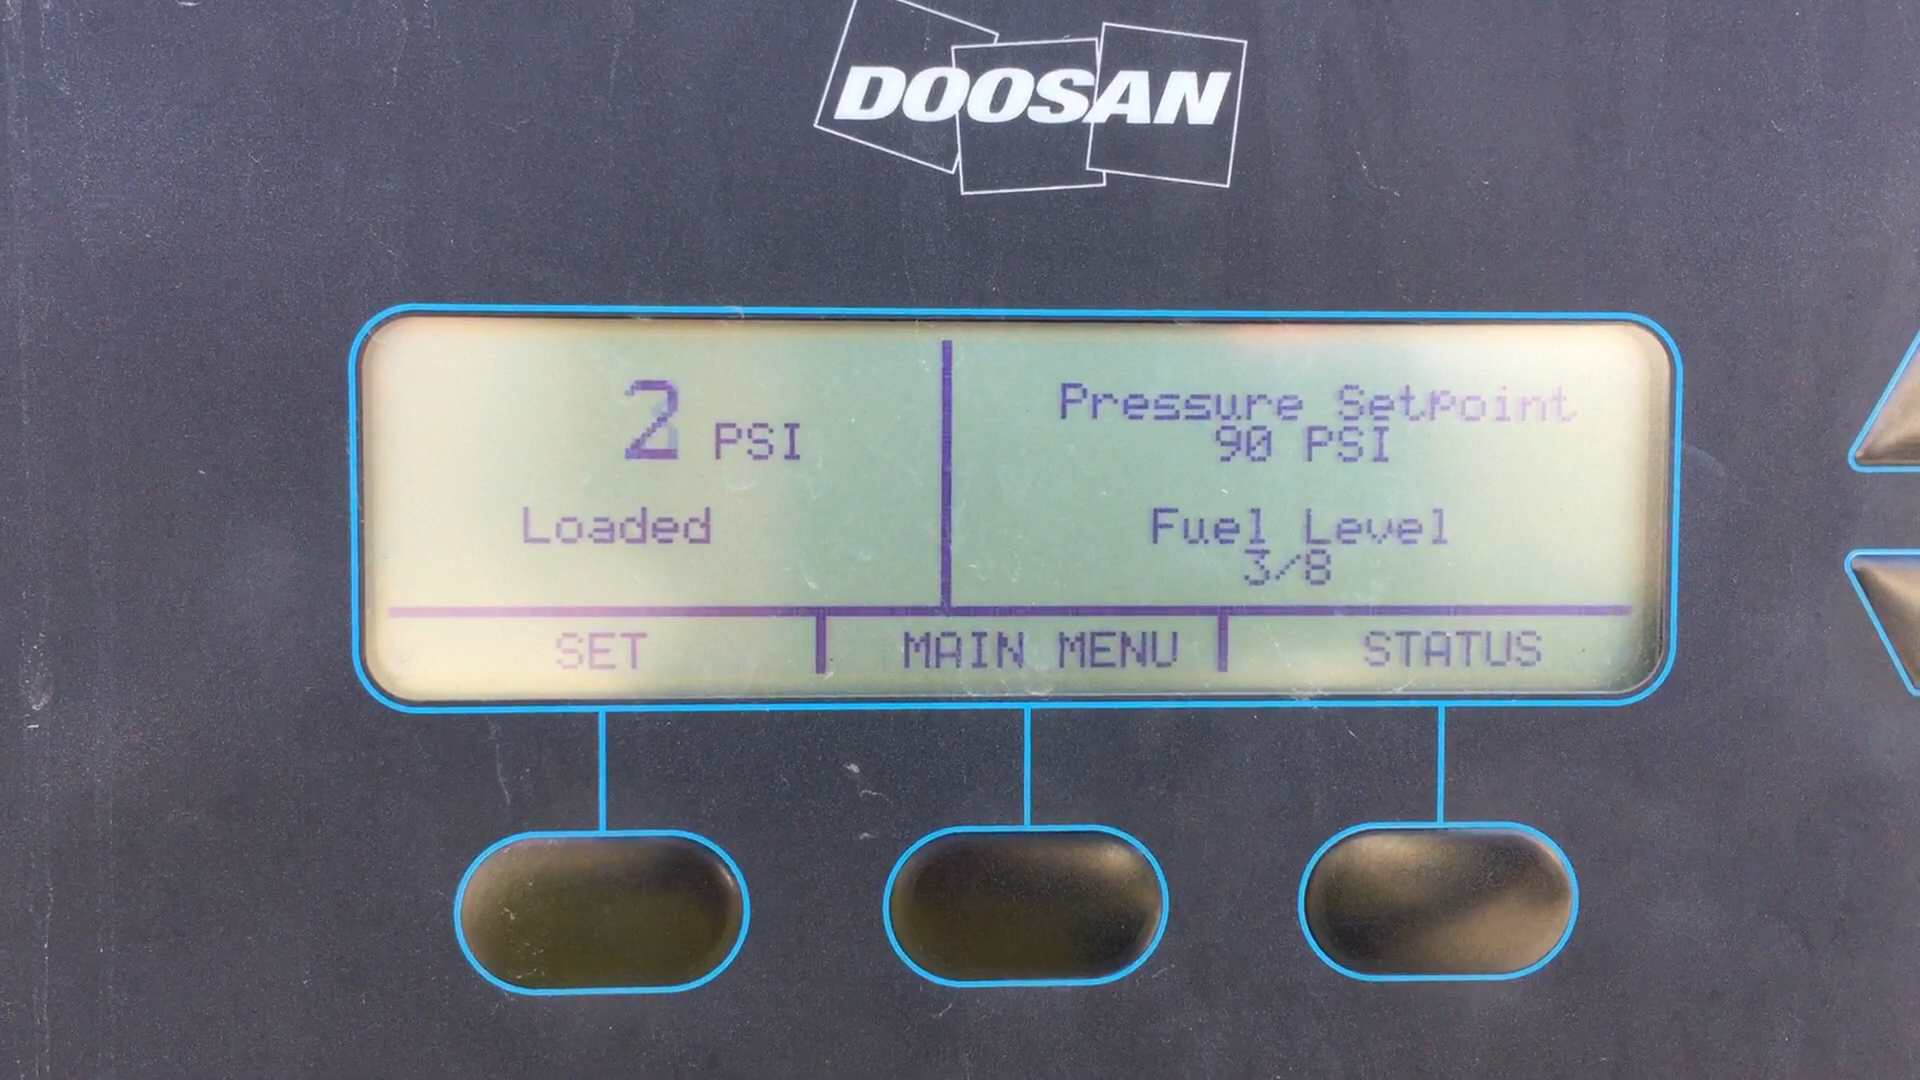 DOOSAN
2 PSI
Loaded
Pressure Setpoint
90 PSI
Fuel Level
3/8
SET
MAIN MENU
STATUS